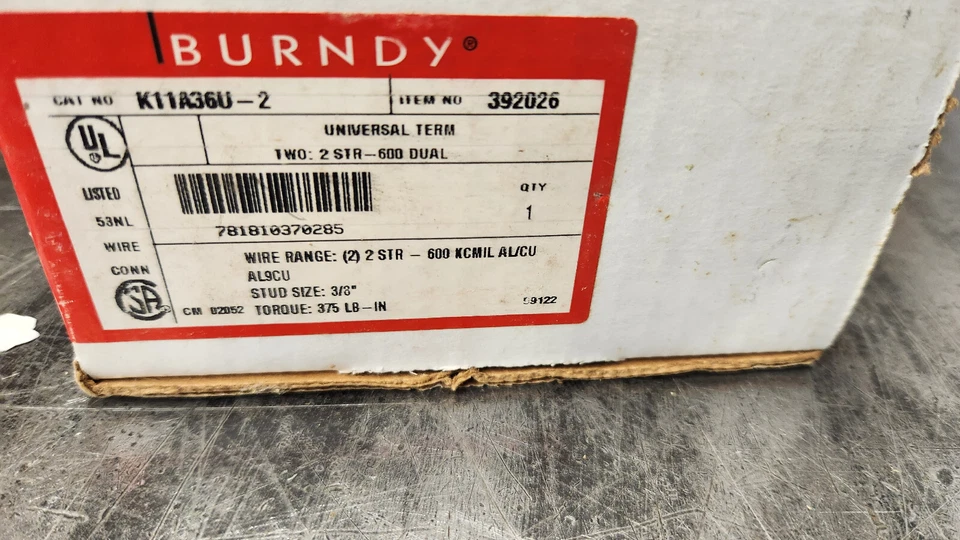 BURNDY®
CAT NO K11A36U-2 ITEM NO 392026
UL
UNIVERSAL TERM
TWO: 2 STR-600 DUAL
LISTED
53NL
WIRE
CONN
QTY
1
781810370285
WIRE RANGE: (2) 2 STR - 600 KCMIL AL/CU
AL9CU
STUD SIZE: 3/8"
TORQUE: 375 LB-IN
CM 02052
59122
SA